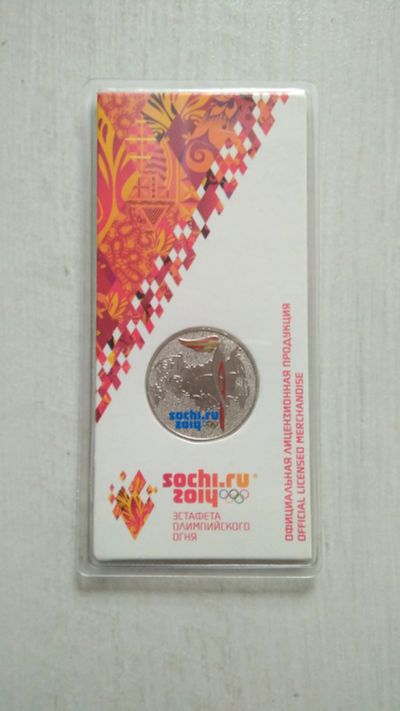 sochi.ru
2014
sochi.ru
2014
ЭСТАФЕТА
ОЛИМПИЙСКОГО
ОГНЯ
ОФИЦИАЛЬНАЯ ЛИЦЕНЗИОННАЯ ПРОДУКЦИЯ
OFFICIAL LICENSED MERCHANDISE